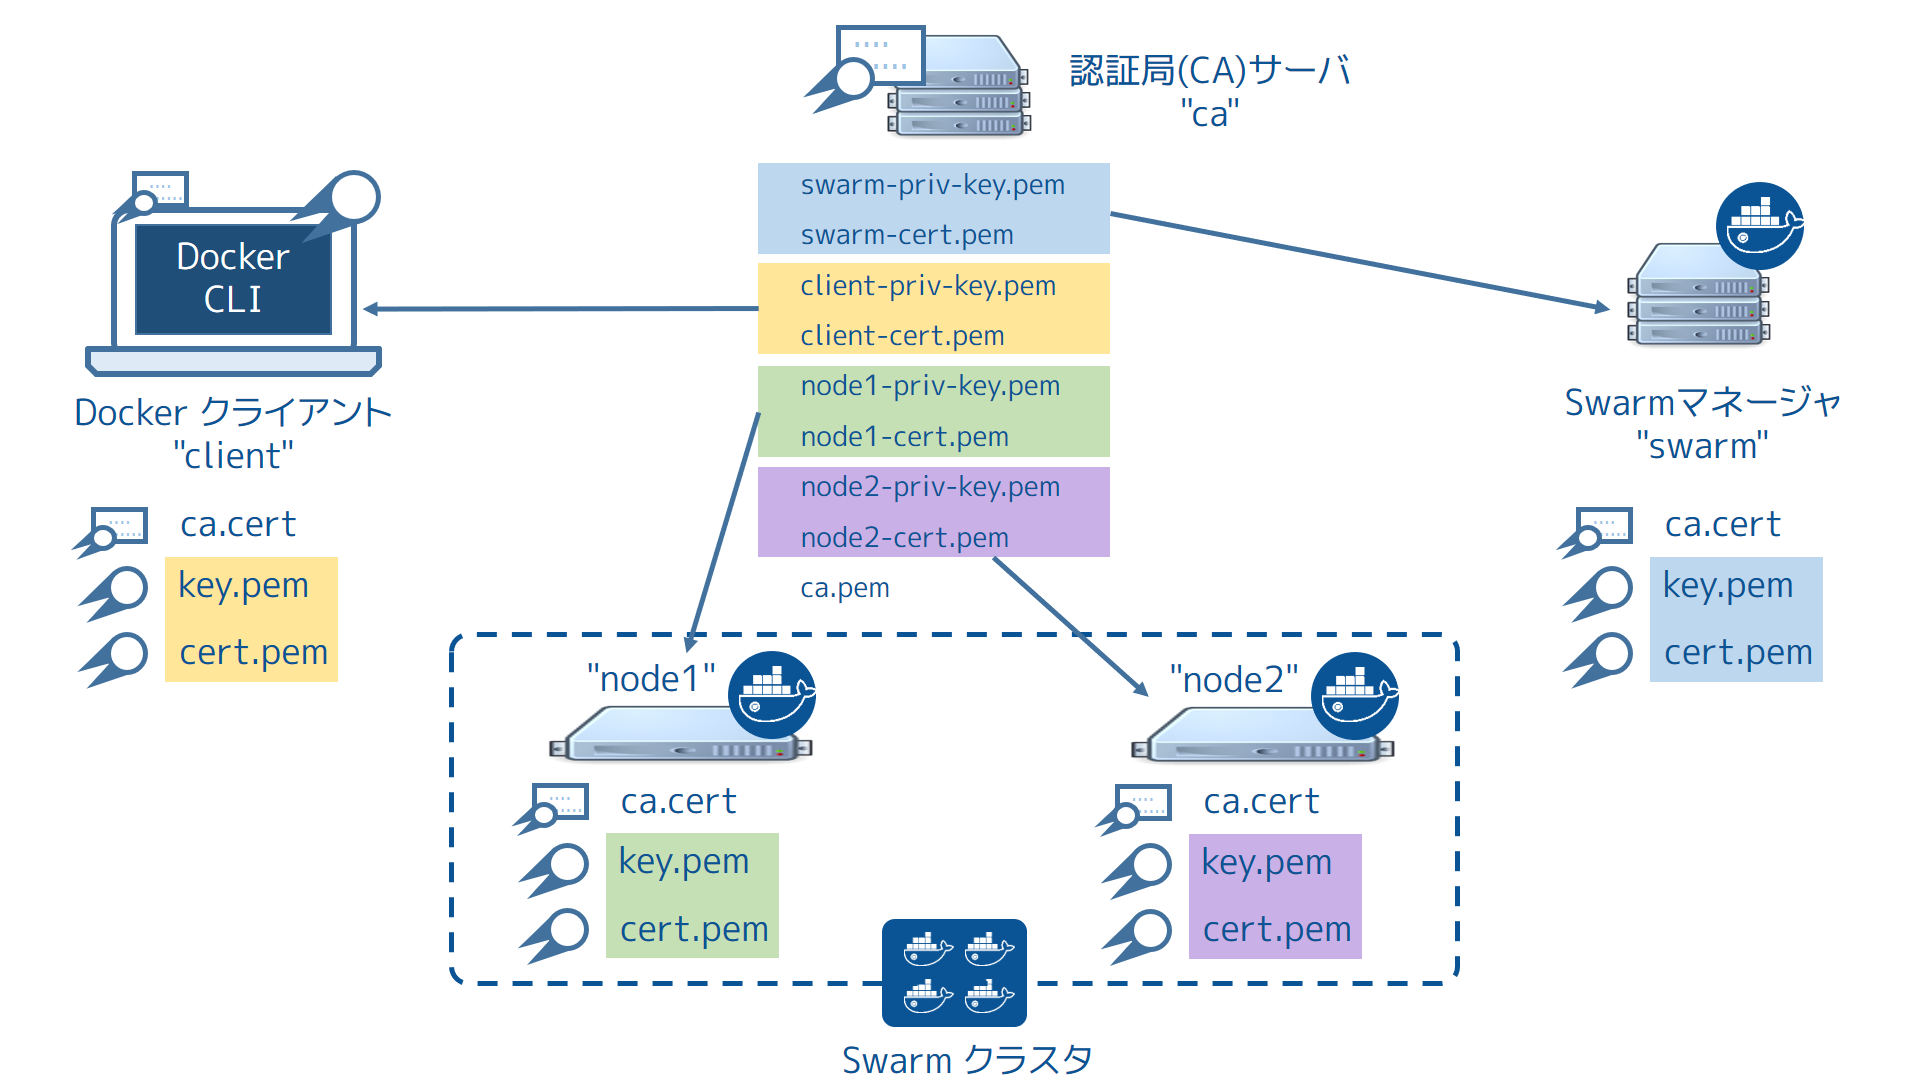 認証局(CA)サーバ
"ca"
swarm-priv-key.pem
swarm-cert.pem
client-priv-key.pem
client-cert.pem
node1-priv-key.pem
node1-cert.pem
node2-priv-key.pem
node2-cert.pem
ca.pem
Docker
CLI
Docker クライアント
"client"
ca.cert
key.pem
cert.pem
Swarmマネージャ
"swarm"
ca.cert
key.pem
cert.pem
"node1"
ca.cert
key.pem
cert.pem
"node2"
ca.cert
key.pem
cert.pem
Swarm クラスタ